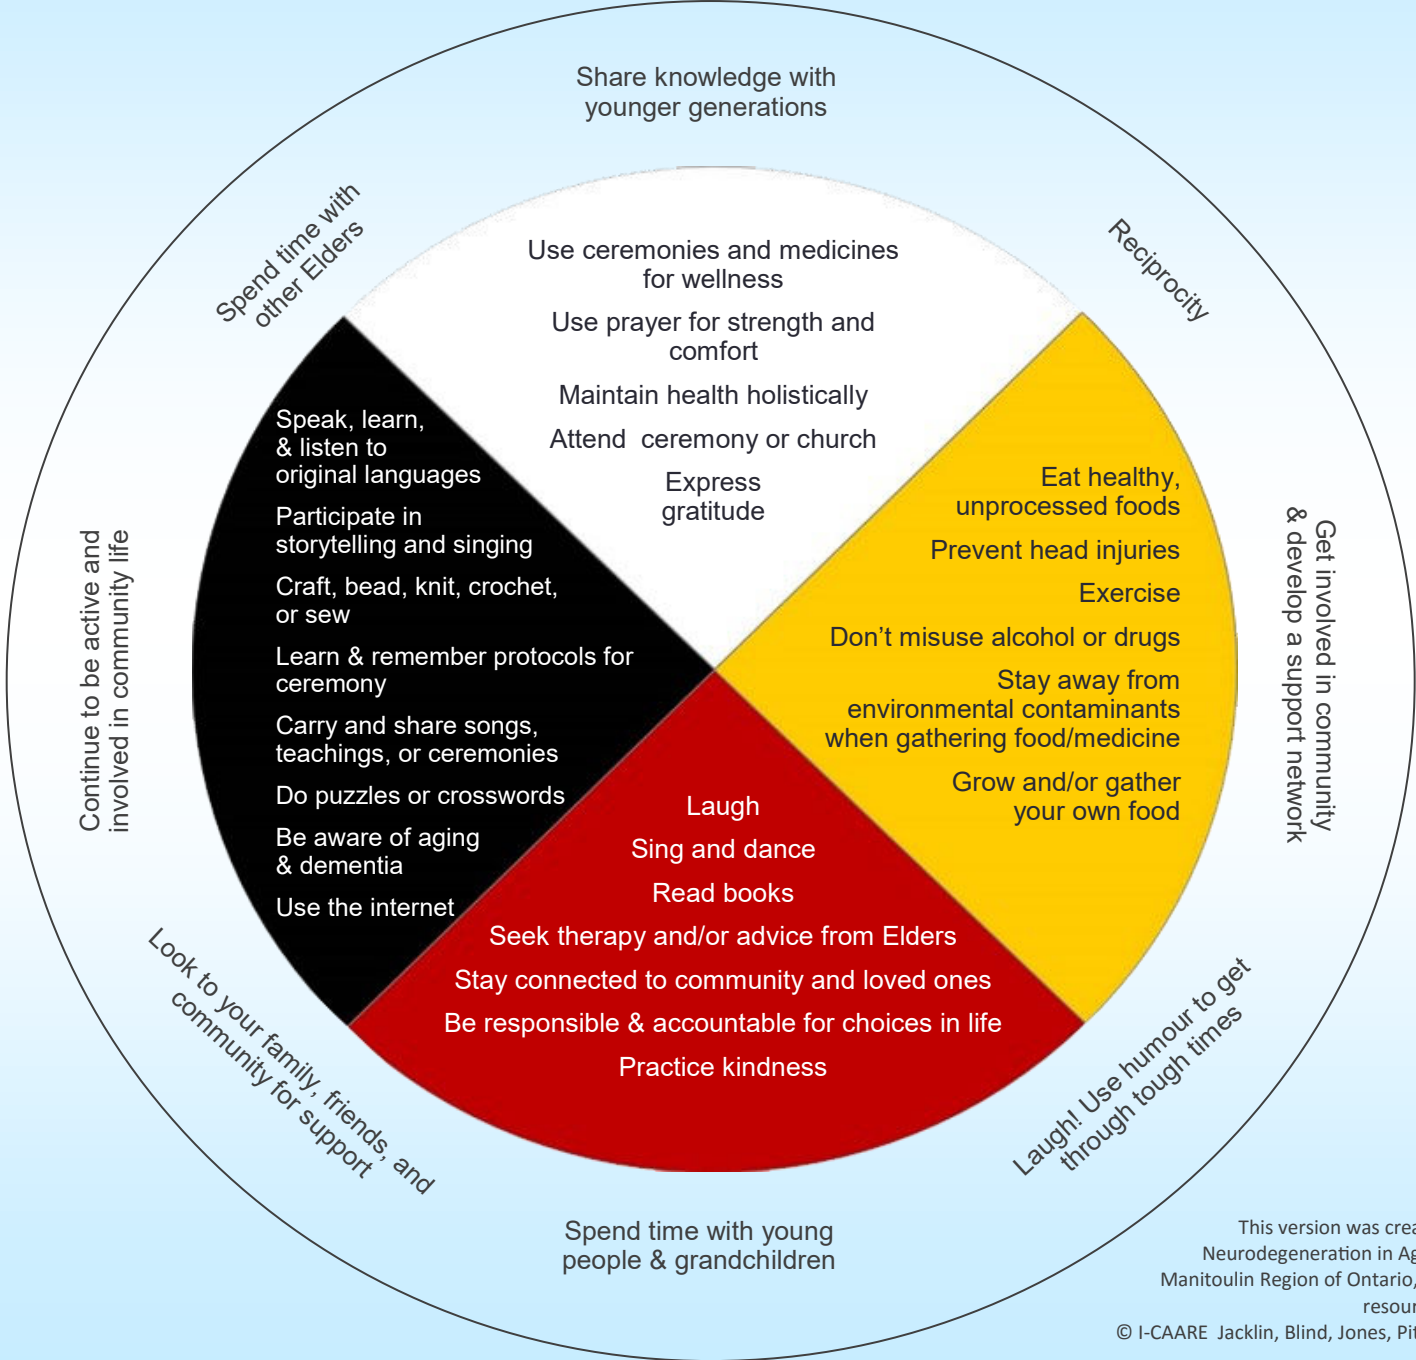 Share knowledge with
younger generations
Spend time with
other Elders
Reciprocity
Use ceremonies and medicines
for wellness
Use prayer for strength and
comfort
Maintain health holistically
Attend ceremony or church
Express
gratitude
Speak, learn,
& listen to
original languages
Participate in
storytelling and singing
Craft, bead, knit, crochet,
or sew
Learn & remember protocols for
ceremony
Carry and share songs,
teachings, or ceremonies
Do puzzles or crosswords
Be aware of aging
& dementia
Use the internet
Eat healthy,
unprocessed foods
Prevent head injuries
Exercise
Don’t misuse alcohol or drugs
Stay away from
environmental contaminants
when gathering food/medicine
Grow and/or gather
your own food
Continue to be active and
involved in community life
Get involved in community
& develop a support network
Laugh
Sing and dance
Read books
Seek therapy and/or advice from Elders
Stay connected to community and loved ones
Be responsible & accountable for choices in life
Practice kindness
Look to your family, friends, and
community for support
Laugh! Use humour to get
through tough times
Spend time with young
people & grandchildren
This version was
Neurodegeneration in
Manitoulin Region of Ontario,
© I-CAARE Jacklin, Blind, Jones,